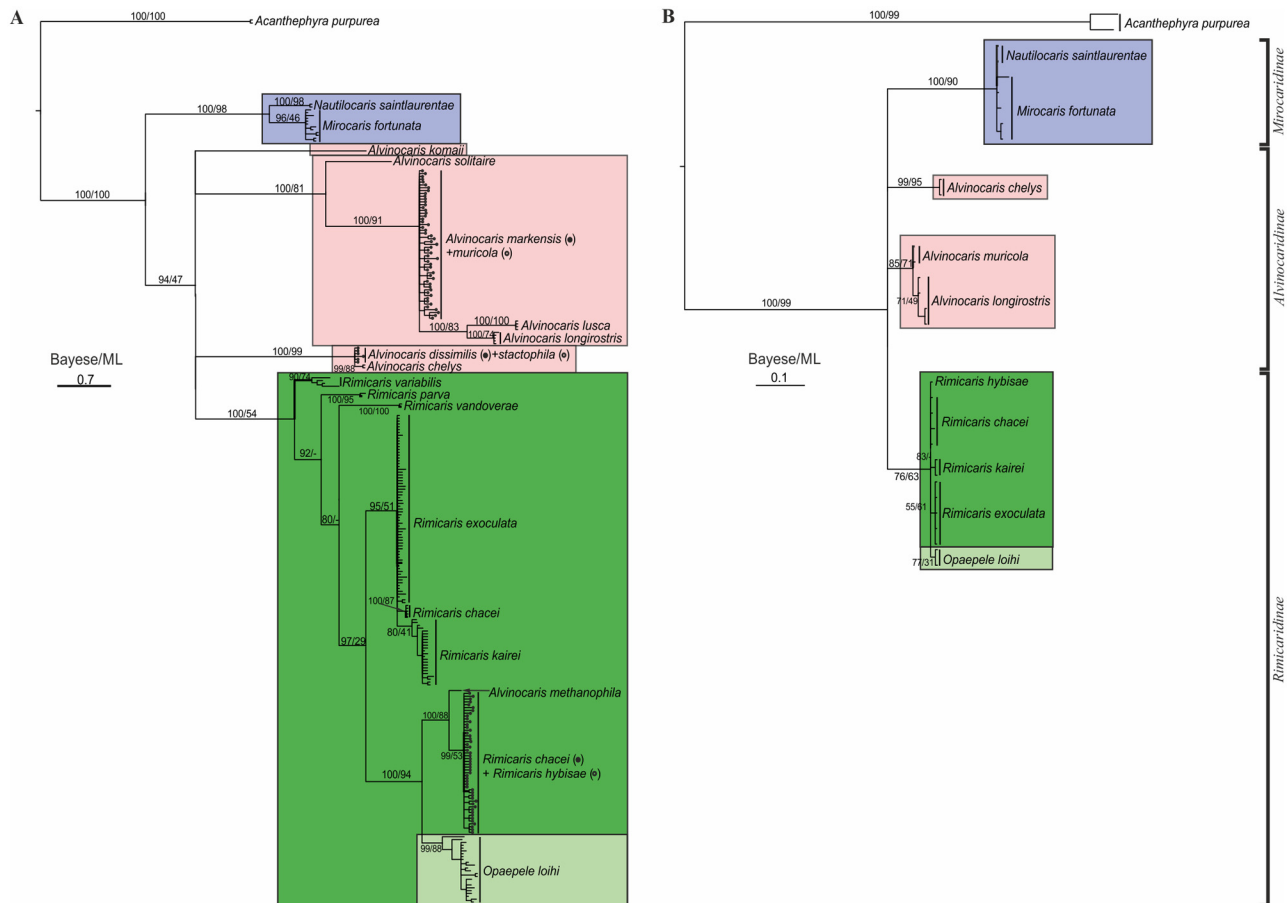 A
100/100
Acanthephyra purpurea
100/98
100/98
Nautilocaris saintlaurentae
96/46
Mirocaris fortunata
Alvinocaris komaii
100/100
Alvinocaris solitaire
100/81
100/91
Alvinocaris markensis (●)
+muricola (○)
94/47
100/83
100/100
Alvinocaris lusca
100/74
Alvinocaris longirostris
100/99
Alvinocaris dissimilis (●)+stactophila (○)
99/88
Alvinocaris chelys
Bayese/ML
0.7
90/74
Rimicaris variabilis
100/95
Rimicaris parva
100/54
100/100
Rimicaris vandoverae
92/-
80/-
95/51
Rimicaris exoculata
100/87
Rimicaris chacei
97/29
80/41
Rimicaris kairei
Alvinocaris methanophila
100/88
99/53
Rimicaris chacei (●)
+ Rimicaris hybisae (○)
100/94
99/88
Opaepele loihi
B
100/99
Acanthephyra purpurea
Nautilocaris saintlaurentae
100/90
Mirocaris fortunata
Mirocaridinae
99/95
Alvinocaris chelys
Alvinocaris muricola
85/71
71/49
Alvinocaris longirostris
100/99
Alvinocaridinae
Bayese/ML
0.1
Rimicaris hybisae
Rimicaris chacei
83/-
Rimicaris kairei
76/63
55/61
Rimicaris exoculata
77/31
Opaepele loihi
Rimicaridinae